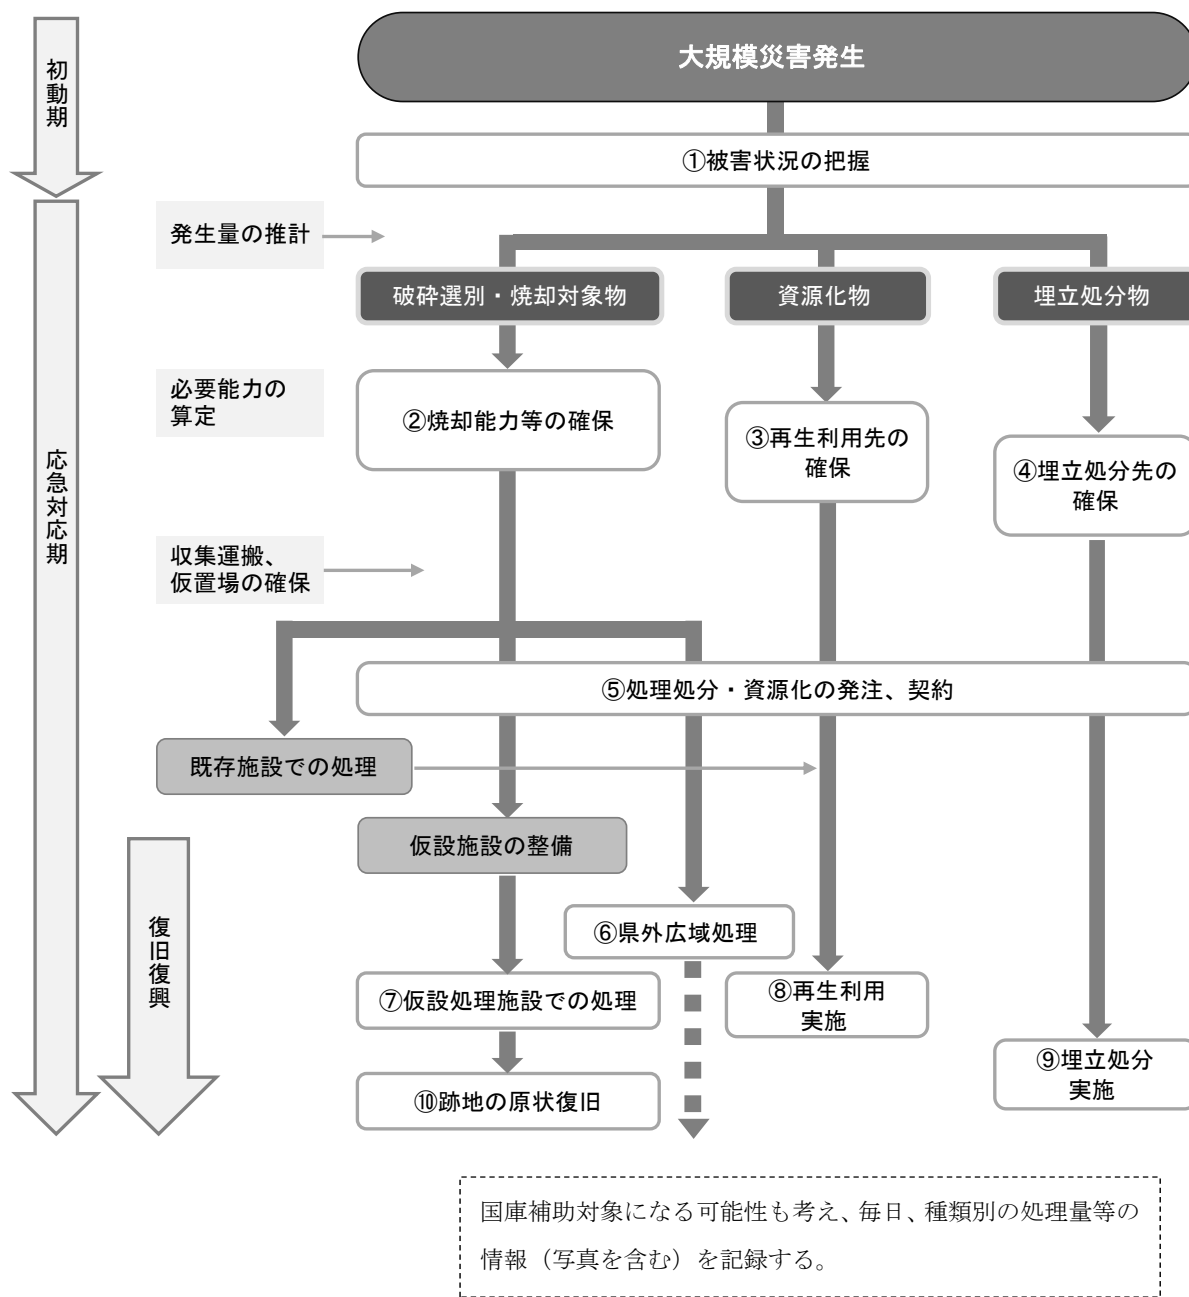 大規模災害発生
初動期
①被害状況の把握
発生量の推計
破砕選別・焼却対象物
資源化物
埋立処分物
必要能力の
算定
②焼却能力等の確保
③再生利用先の
確保
④埋立処分先の
確保
応急対応期
収集運搬、
仮置場の確保
⑤処理処分・資源化の発注、契約
既存施設での処理
仮設施設の整備
復旧復興
⑥県外広域処理
⑦仮設処理施設での処理
⑧再生利用
実施
⑨埋立処分
実施
⑩跡地の原状復旧
国庫補助対象になる可能性も考え、毎日、種類別の処理量等の
情報（写真を含む）を記録する。